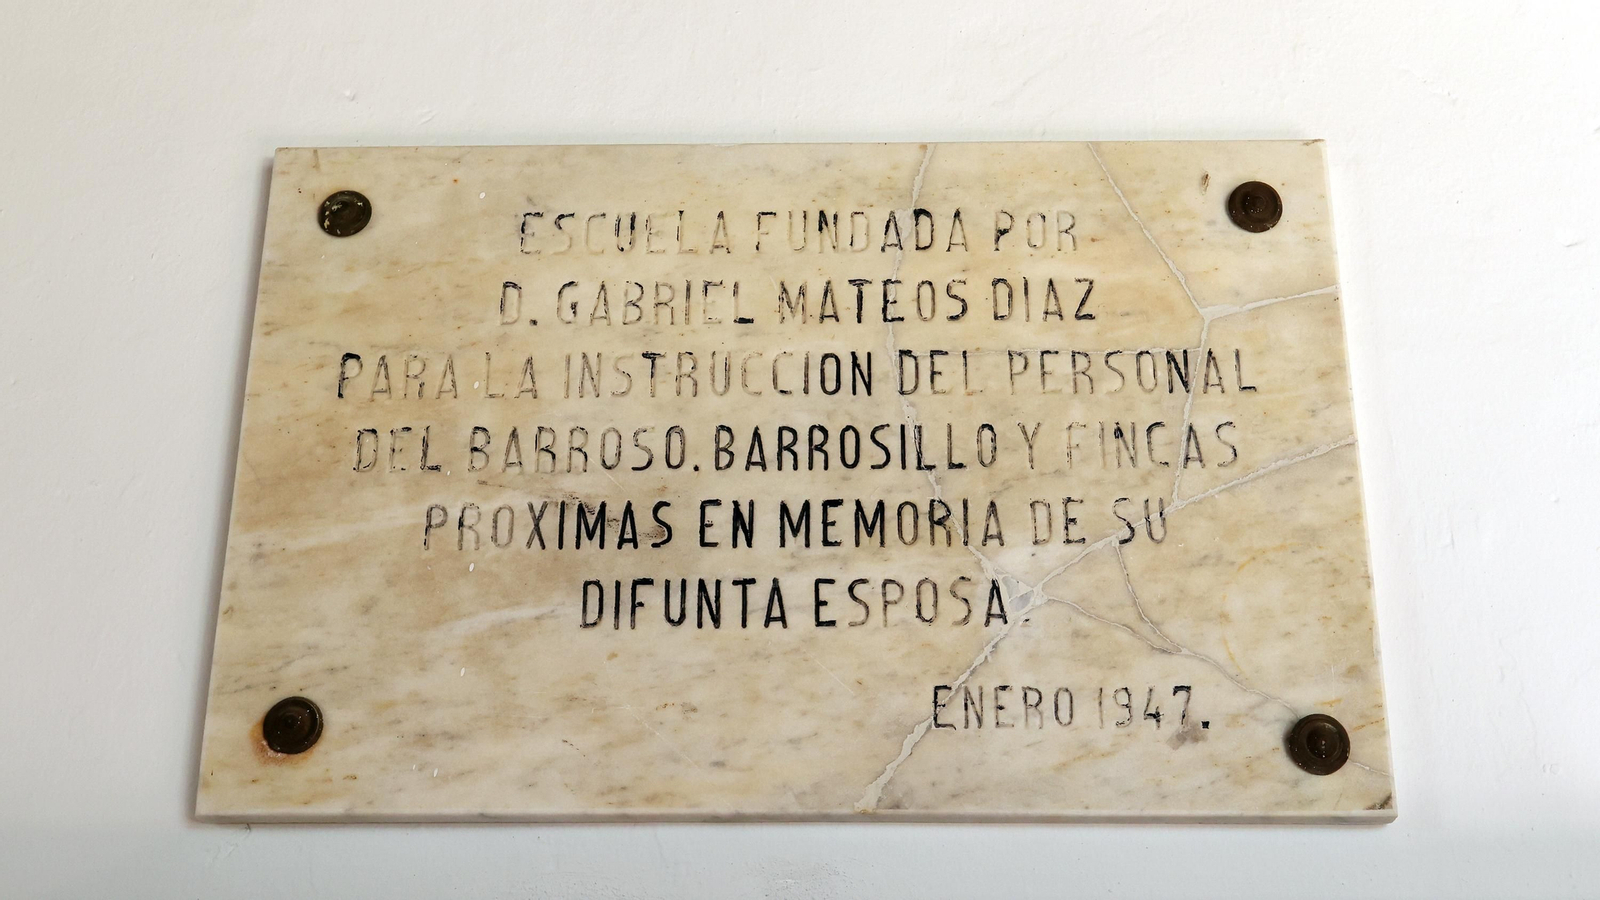 ESCUELA FUNDADA POR
D. GABRIEL MATEOS DIAZ
PARA LA INSTRUCCION DEL PERSONAL
DEL BARROSO. BARROSILLO Y FINCAS
PROXIMAS EN MEMORIA DE SU
DIFUNTA ESPOSA.
ENERO 1947.